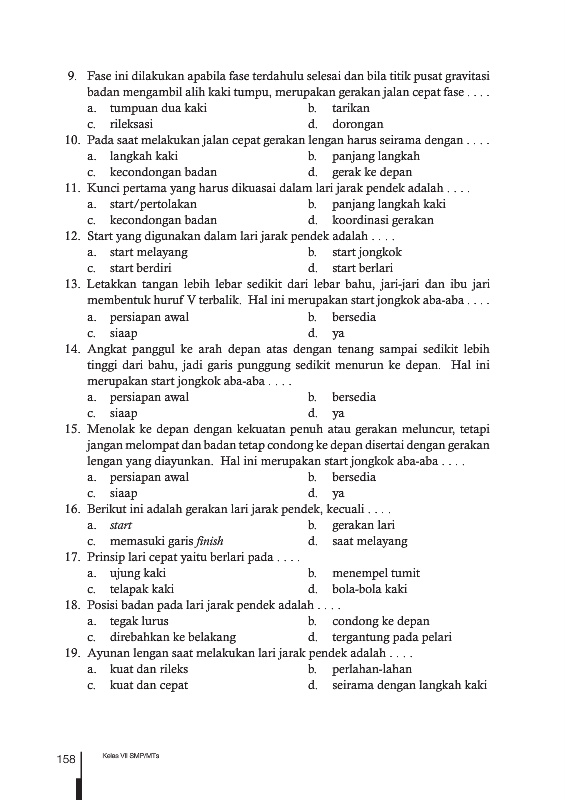 9. Fase ini dilakukan apabila fase terdahulu selesai dan bila titik pusat gravitasi
badan mengambil alih kaki tumpu, merupakan gerakan jalan cepat fase . . . .
a. tumpuan dua kaki b. tarikan
c. rileksasi d. dorongan
10. Pada saat melakukan jalan cepat gerakan lengan harus seirama dengan . . . .
a. langkah kaki b. panjang langkah
c. kecondongan badan d. gerak ke depan
11. Kunci pertama yang harus dikuasai dalam lari jarak pendek adalah . . . .
a. start/pertolakan b. panjang langkah kaki
c. kecondongan badan d. koordinasi gerakan
12. Start yang digunakan dalam lari jarak pendek adalah . . . .
a. start melayang b. start jongkok
c. start berdiri d. start berlari
13. Letakkan tangan lebih lebar sedikit dari lebar bahu, jari-jari dan ibu jari
membentuk huruf V terbalik. Hal ini merupakan start jongkok aba-aba . . . .
a. persiapan awal b. bersedia
c. siaap d. ya
14. Angkat panggul ke arah depan atas dengan tenang sampai sedikit lebih
tinggi dari bahu, jadi garis punggung sedikit menurun ke depan. Hal ini
merupakan start jongkok aba-aba . . . .
a. persiapan awal b. bersedia
c. siaap d. ya
15. Menolak ke depan dengan kekuatan penuh atau gerakan meluncur, tetapi
jangan melompat dan badan tetap condong ke depan disertai dengan gerakan
lengan yang diayunkan. Hal ini merupakan start jongkok aba-aba . . . .
a. persiapan awal b. bersedia
c. siaap d. ya
16. Berikut ini adalah gerakan lari jarak pendek, kecuali . . . .
a. start b. gerakan lari
c. memasuki garis finish d. saat melayang
17. Prinsip lari cepat yaitu berlari pada . . . .
a. ujung kaki b. menempel tumit
c. telapak kaki d. bola-bola kaki
18. Posisi badan pada lari jarak pendek adalah . . . .
a. tegak lurus b. condong ke depan
c. direbahkan ke belakang d. tergantung pada pelari
19. Ayunan lengan saat melakukan lari jarak pendek adalah . . . .
a. kuat dan rileks b. perlahan-lahan
c. kuat dan cepat d. seirama dengan langkah kaki
158 Kelas VII SMP/MTs